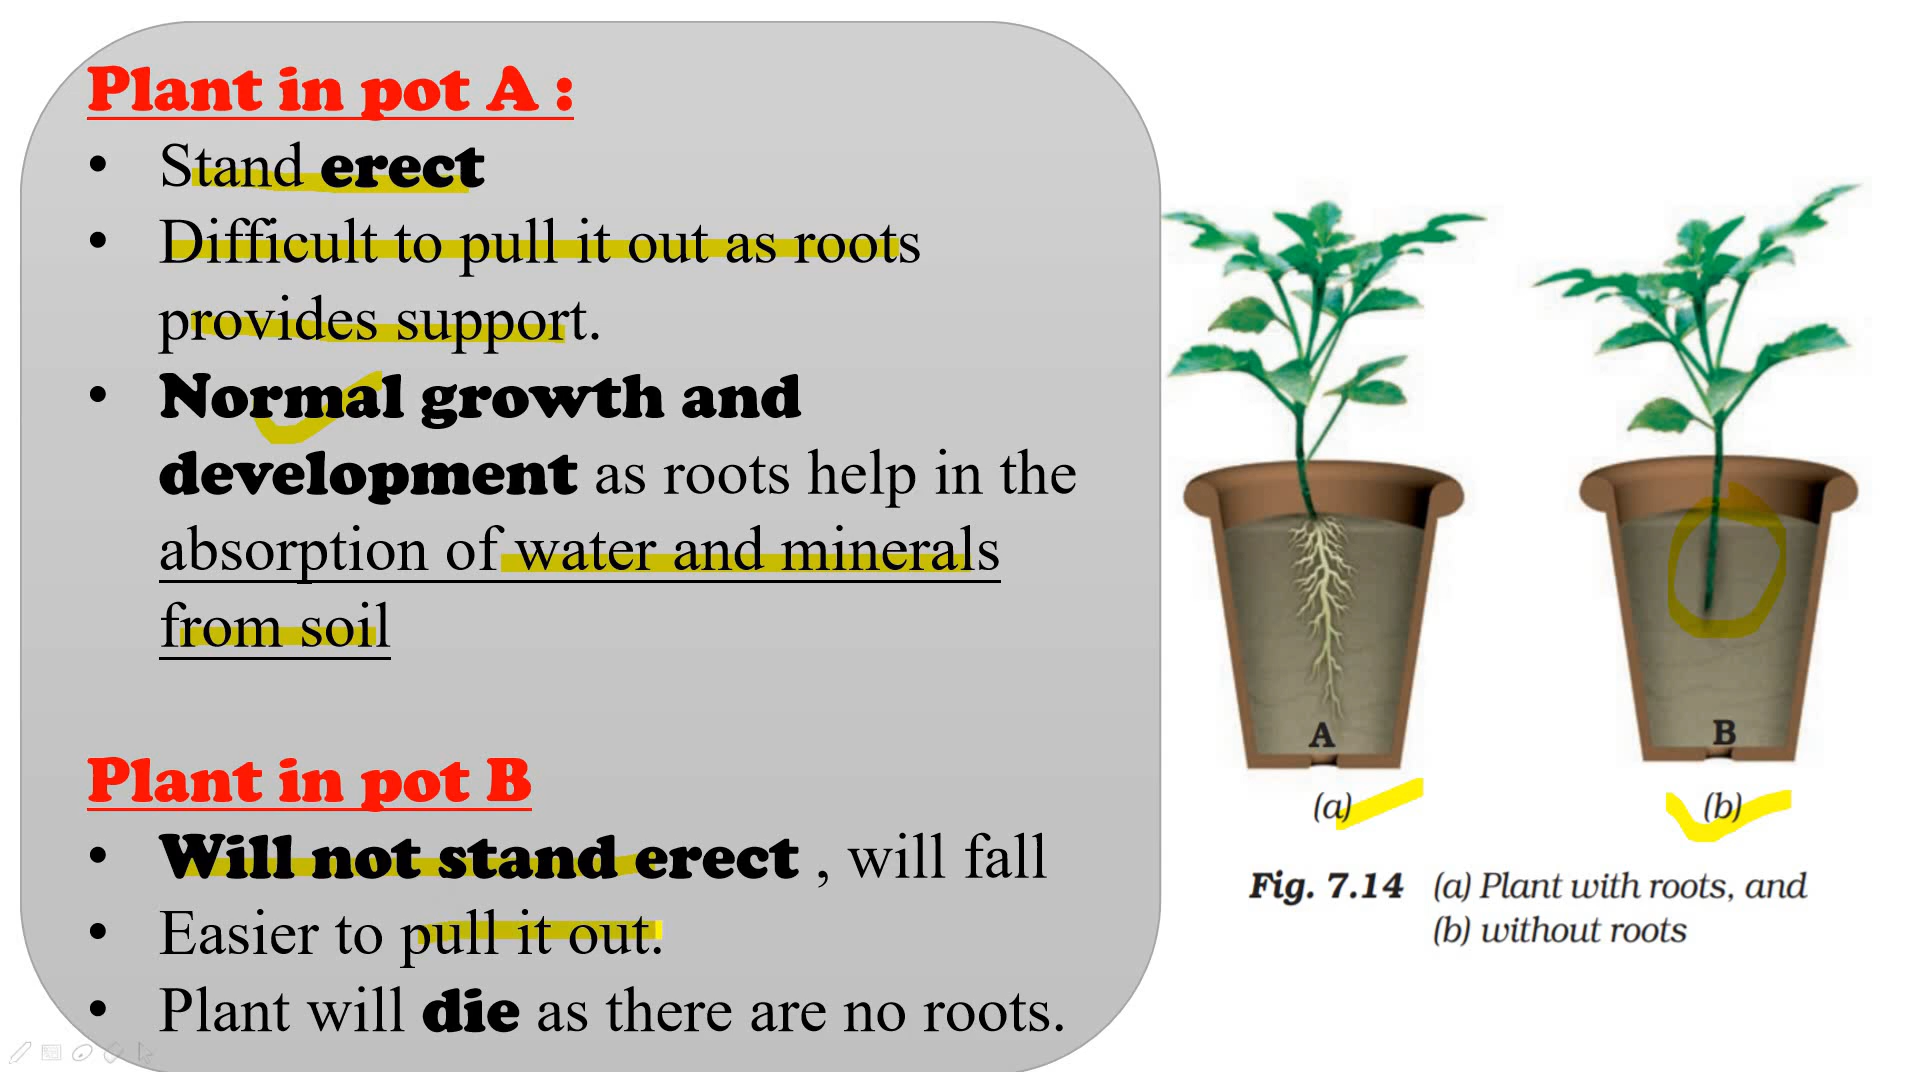 Plant in pot A :
• Stand erect
• Difficult to pull it out as roots
provides support.
• Normal growth and
development as roots help in the
absorption of water and minerals
from soil
Plant in pot B
• Will not stand erect , will fall
• Easier to pull it out.
• Plant will die as there are no roots.
A
B
(a)
(b)
Fig. 7.14 (a) Plant with roots, and
(b) without roots